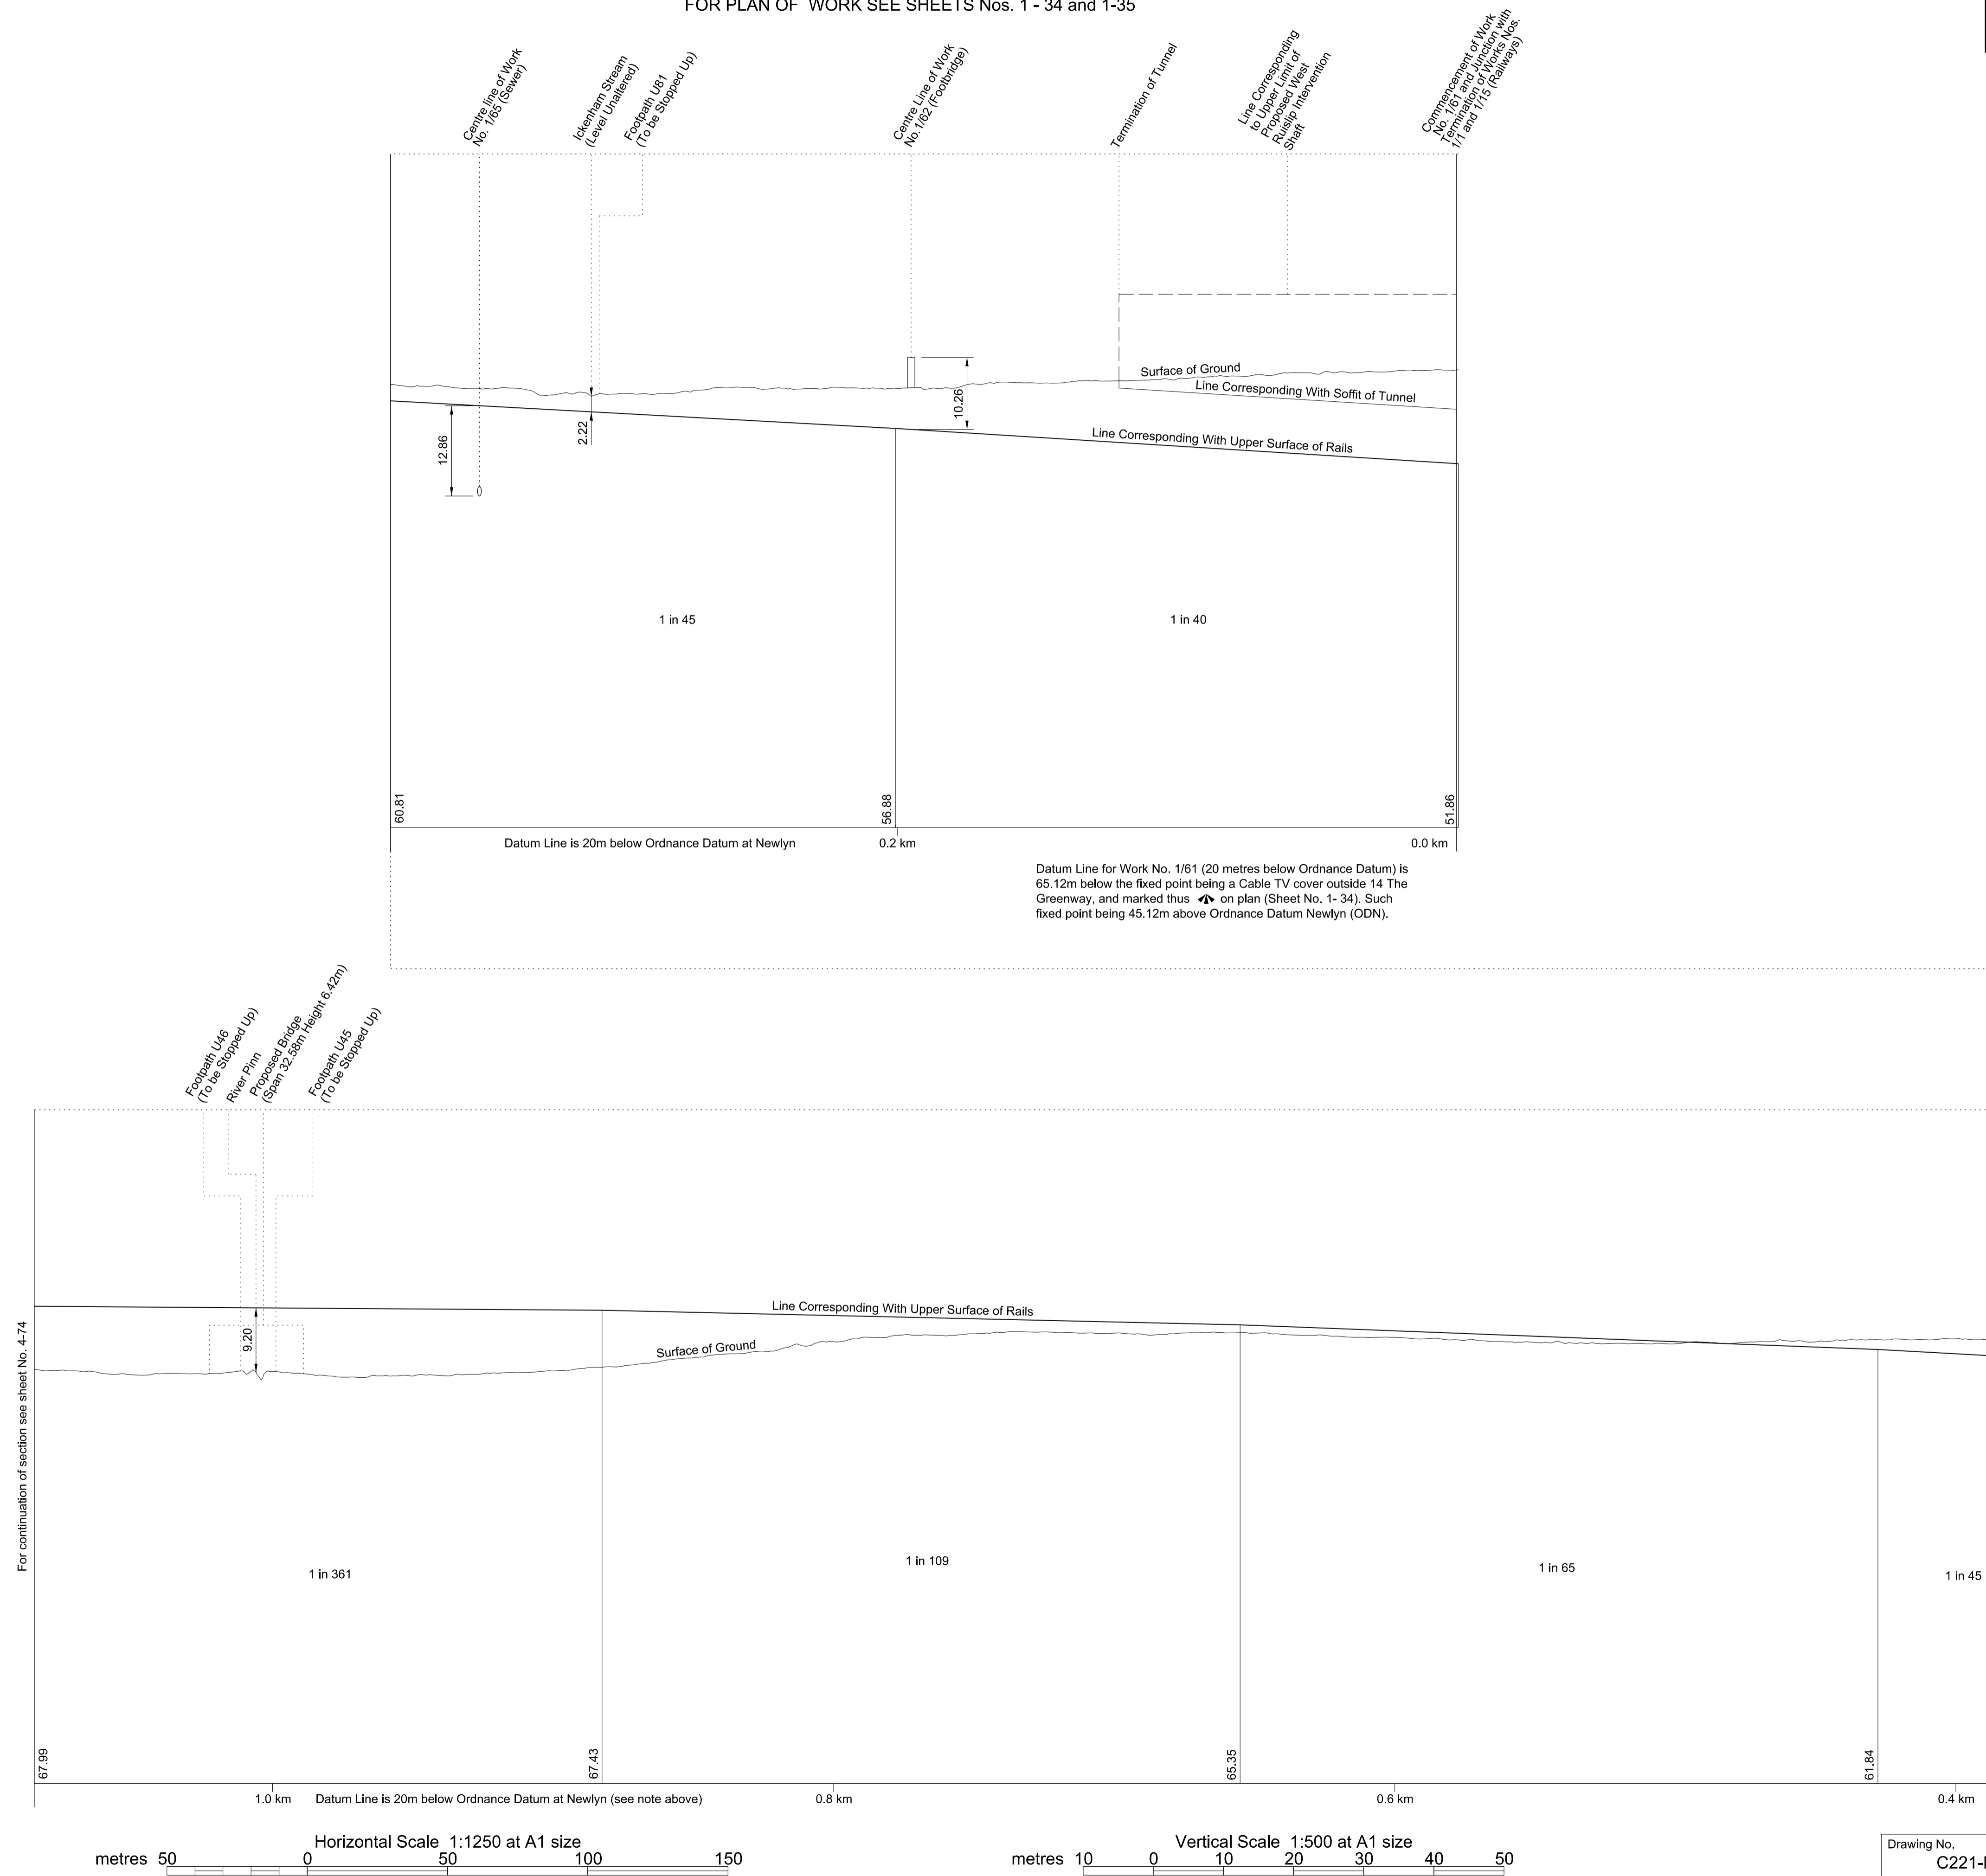 FOR PLAN OF WORK SEE SHEETS Nos. 1 - 34 and 1-35
Centre line of Work
No. 1/65 (Sewer)
Ickenham Stream
(Level Unaltered)
Footpath U81
(To be Stopped Up)
Centre Line of Work
No.1/62 (Footbridge)
Termination of Tunnel
Line Corresponding
to Upper Limit of
Proposed West
Ruislip Intervention
Shaft
Commencement of Work
No. 1/61 and Junction with
Termination of Works Nos.
1/1 and 1/15 (Railways)
Surface of Ground
Line Corresponding With Soffit of Tunnel
Line Corresponding With Upper Surface of Rails
12.86
2.22
10.26
1 in 45
1 in 40
60.81
56.88
51.86
Datum Line is 20m below Ordnance Datum at Newlyn
0.2 km
0.0 km
Datum Line for Work No. 1/61 (20 metres below Ordnance Datum) is
65.12m below the fixed point being a Cable TV cover outside 14 The
Greenway, and marked thus on plan (Sheet No. 1- 34). Such
fixed point being 45.12m above Ordnance Datum Newlyn (ODN).
Footpath U46
(To be Stopped Up)
River Pinn
Proposed Bridge
(Span 32.58m Height 6.42m)
Footpath U45
(To be Stopped Up)
For continuation of section see sheet No. 4-74
9.20
Line Corresponding With Upper Surface of Rails
Surface of Ground
1 in 361
1 in 109
1 in 65
1 in 45
67.99
67.43
65.35
61.84
1.0 km
Datum Line is 20m below Ordnance Datum at Newlyn (see note above)
0.8 km
0.6 km
0.4 km
Horizontal Scale 1:1250 at A1 size
metres 50 0 50 100 150
Vertical Scale 1:500 at A1 size
metres 10 0 10 20 30 40 50
Drawing No.